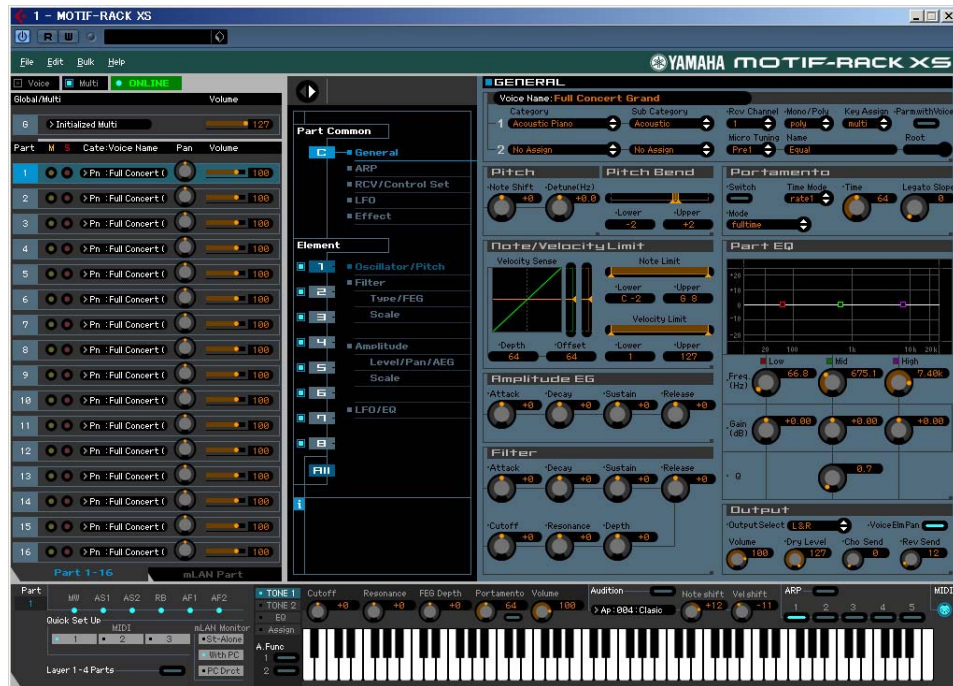 1 - MOTIF-RACK XS
R W
File Edit Bulk Help
YAMAHA MOTIF-RACK XS
Voice Multi ONLINE
Global/Multi Volume
G >Initialized Multi 127
Part M S Cate:Voice Name Pan Volume
1 >Pn :Full Concert ( 100
2 >Pn :Full Concert ( 100
3 >Pn :Full Concert ( 100
4 >Pn :Full Concert ( 100
5 >Pn :Full Concert ( 100
6 >Pn :Full Concert ( 100
7 >Pn :Full Concert ( 100
8 >Pn :Full Concert ( 100
9 >Pn :Full Concert ( 100
10 >Pn :Full Concert ( 100
11 >Pn :Full Concert ( 100
12 >Pn :Full Concert ( 100
13 >Pn :Full Concert ( 100
14 >Pn :Full Concert ( 100
15 >Pn :Full Concert ( 100
16 >Pn :Full Concert ( 100
Part 1-16 mLAN Part
Part Common
C General
ARP
RCV/Control Set
LFO
Effect
Element
1 Oscillator/Pitch
2 Filter
Type/FEG
3 Scale
4 Amplitude
5 Level/Pan/AEG
Scale
6
7 LFO/EQ
8
All
i
GENERAL
Voice Name:Full Concert Grand
Category Sub Category Rcv Channel Mono/Poly Key Assign ParmwithVoice
1 Acoustic Piano Acoustic 1 poly multi
Micro Tuning Name Root
2 No Assign No Assign Pre1 Equal
Pitch Pitch Bend
Note Shift Detune(Hz)
+0 +0.0
Lower Upper
-2 +2
Portamento
Switch Time Mode Time Legato Slope
rate1 64 0
Mode
fulltime
Note/Velocity Limit
Velocity Sense Note Limit
Lower Upper
C -2 G 8
Velocity Limit
Depth Offset Lower Upper
64 64 1 127
Part EQ
+20
+10
0
-10
-20
20 100 1k 10k 20k
Low Mid High
Freq. (Hz) 66.8 675.1 7.40k
Gain (dB) +0.00 +0.00 +0.00
Q 0.7
Amplitude EG
Attack Decay Sustain Release
+0 +0 +0 +0
Filter
Attack Decay Sustain Release
+0 +0 +0 +0
Cutoff Resonance Depth
+0 +0 +0
Output
Output Select L&R Voice Elm Pan
Volume Dry Level Cho Send Rev Send
100 127 0 12
Part
1
MW AS1 AS2 RB AF1 AF2
Quick Set Up
MIDI mLAN Monitor
1 2 3 St-Alone
With PC
Layer 1-4 Parts PC Drct
TONE 1
TONE 2
EQ
Assign
A.Func
1
2
Cutoff Resonance FEG Depth Portamento Volume
+0 +0 +0 64 100
Audition Note shift Vel shift
>Ap:004:Clasic +12 -11
ARP
1 2 3 4 5
MIDI